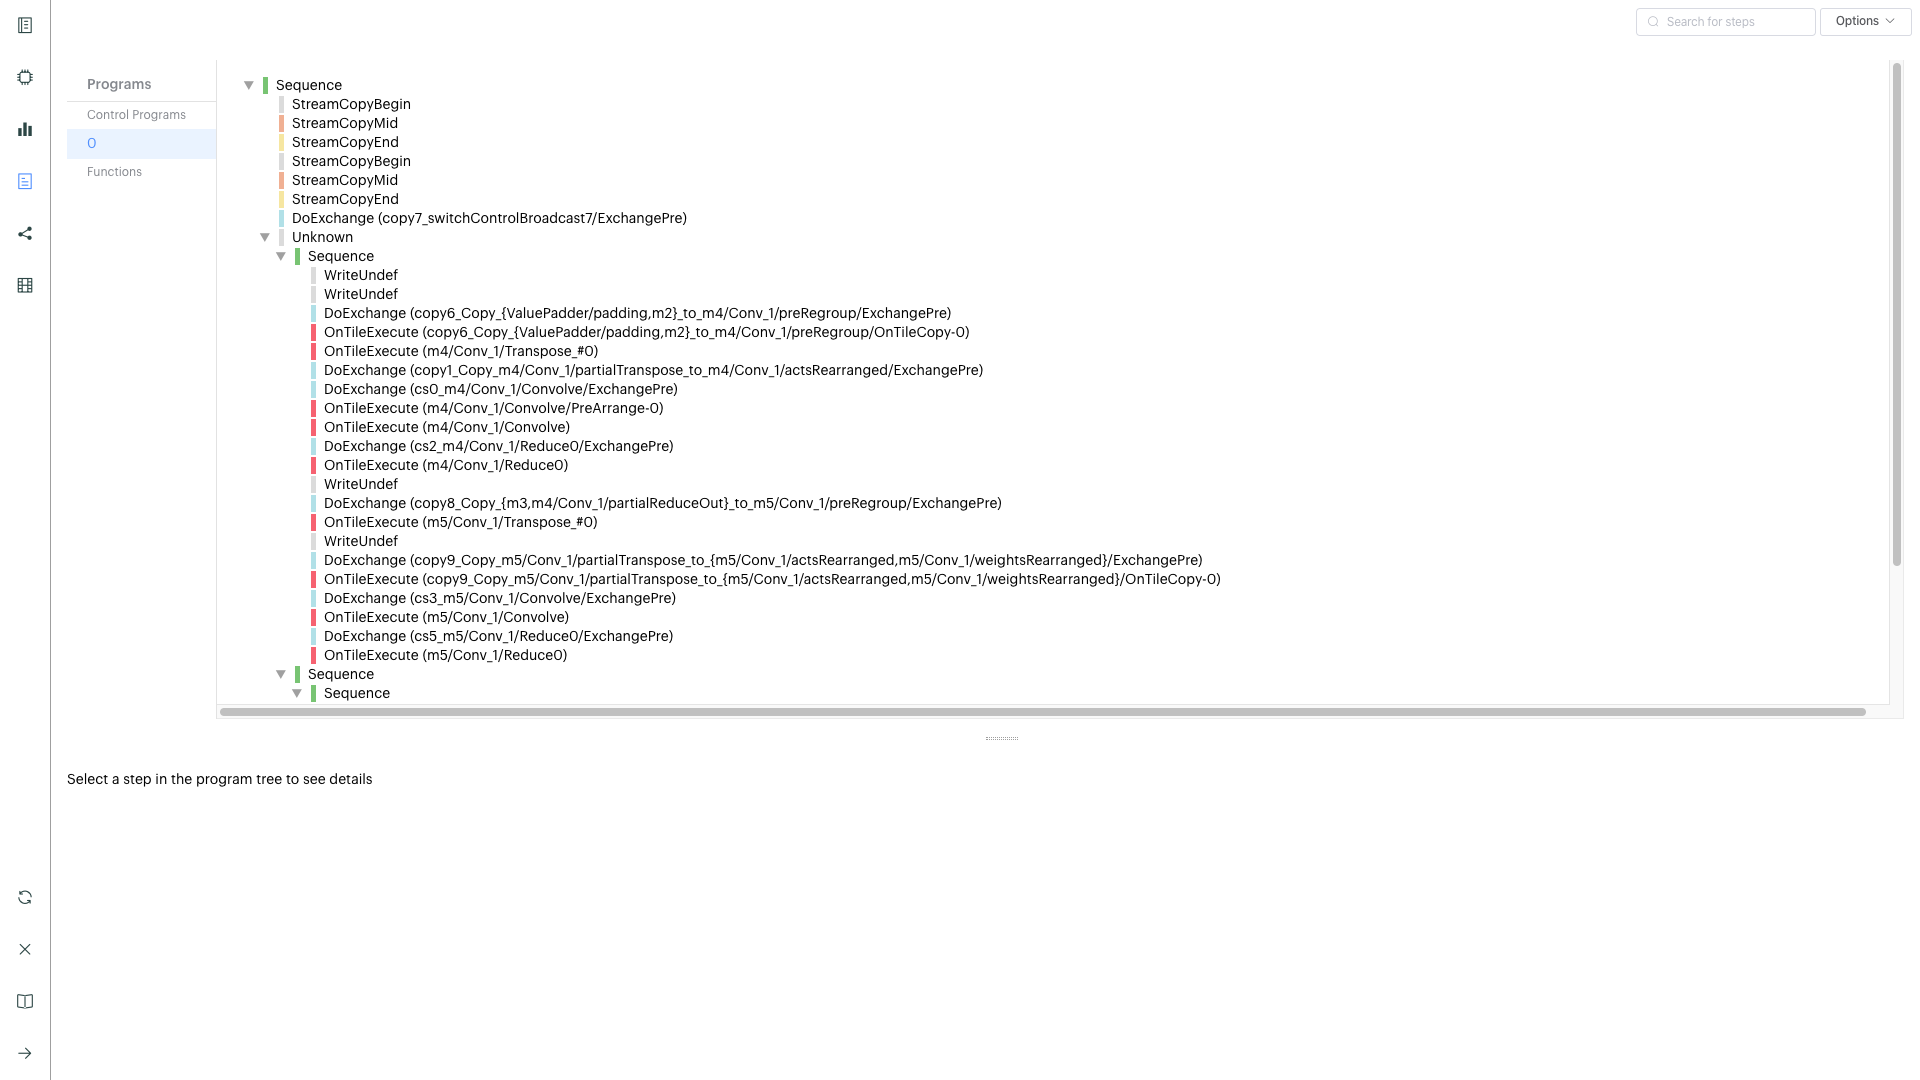 Search for steps
Options
Programs
Control Programs
0
Functions
Sequence
StreamCopyBegin
StreamCopyMid
StreamCopyEnd
StreamCopyBegin
StreamCopyMid
StreamCopyEnd
DoExchange (copy7_switchControlBroadcast7/ExchangePre)
Unknown
Sequence
WriteUndef
WriteUndef
DoExchange (copy6_Copy_{ValuePadder/padding,m2}_to_m4/Conv_1/preRegroup/ExchangePre)
OnTileExecute (copy6_Copy_{ValuePadder/padding,m2}_to_m4/Conv_1/preRegroup/OnTileCopy-0)
OnTileExecute (m4/Conv_1/Transpose_#0)
DoExchange (copy1_Copy_m4/Conv_1/partialTranspose_to_m4/Conv_1/actsRearranged/ExchangePre)
DoExchange (cs0_m4/Conv_1/Convolve/ExchangePre)
OnTileExecute (m4/Conv_1/Convolve/PreArrange-0)
OnTileExecute (m4/Conv_1/Convolve)
DoExchange (cs2_m4/Conv_1/Reduce0/ExchangePre)
OnTileExecute (m4/Conv_1/Reduce0)
WriteUndef
DoExchange (copy8_Copy_{m3,m4/Conv_1/partialReduceOut}_to_m5/Conv_1/preRegroup/ExchangePre)
OnTileExecute (m5/Conv_1/Transpose_#0)
WriteUndef
DoExchange (copy9_Copy_m5/Conv_1/partialTranspose_to_{m5/Conv_1/actsRearranged,m5/Conv_1/weightsRearranged}/ExchangePre)
OnTileExecute (copy9_Copy_m5/Conv_1/partialTranspose_to_{m5/Conv_1/actsRearranged,m5/Conv_1/weightsRearranged}/OnTileCopy-0)
DoExchange (cs3_m5/Conv_1/Convolve/ExchangePre)
OnTileExecute (m5/Conv_1/Convolve)
DoExchange (cs5_m5/Conv_1/Reduce0/ExchangePre)
OnTileExecute (m5/Conv_1/Reduce0)
Sequence
Sequence
Select a step in the program tree to see details